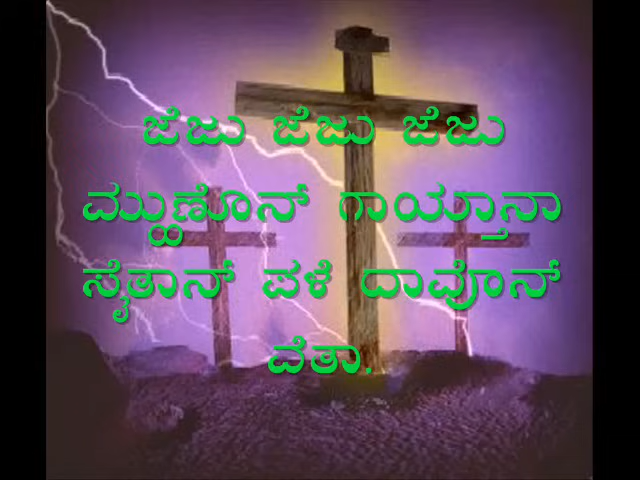 ಜೆಜು ಜೆಜು ಜೆಜು
ಮ್ಹುಣೊನ್ ಗಾಯ್ತಾನಾ
ಸೈತಾನ್ ಪಳೆ ದಾವೊನ್
ವೆತಾ.